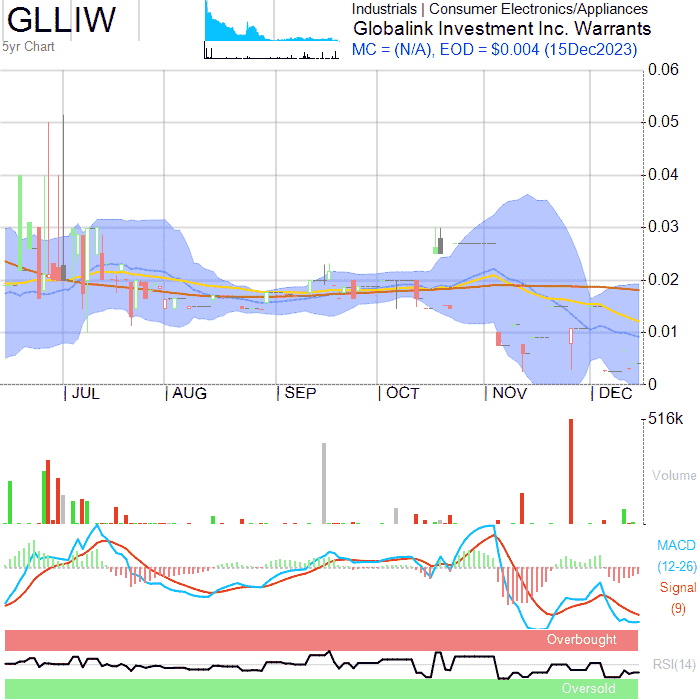 GLLIW
5yr Chart
Industrials | Consumer Electronics/Appliances
Globalink Investment Inc. Warrants
MC = (N/A), EOD = $0.004 (15Dec2023)
0.06
0.05
0.04
0.03
0.02
0.01
0
JUL AUG SEP OCT NOV DEC
516k
Volume
MACD
(12-26)
Signal
(9)
Overbought
RSI(14)
Oversold